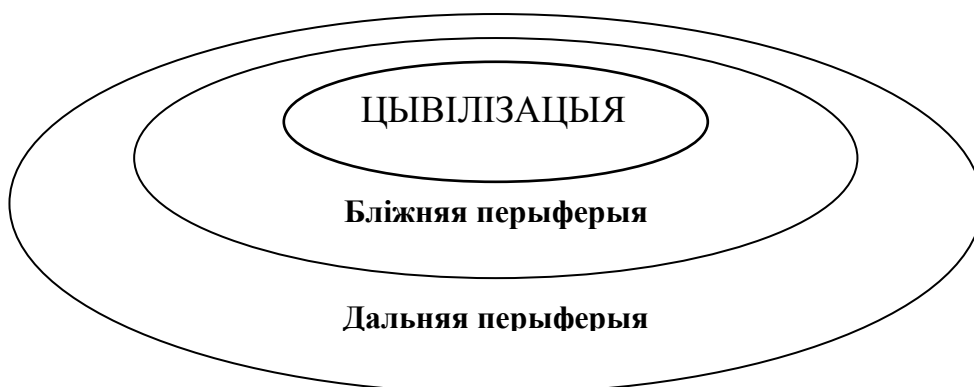 ЦЫВІЛІЗАЦЫЯ
Бліжняя перыферыя
Дальняя перыферыя